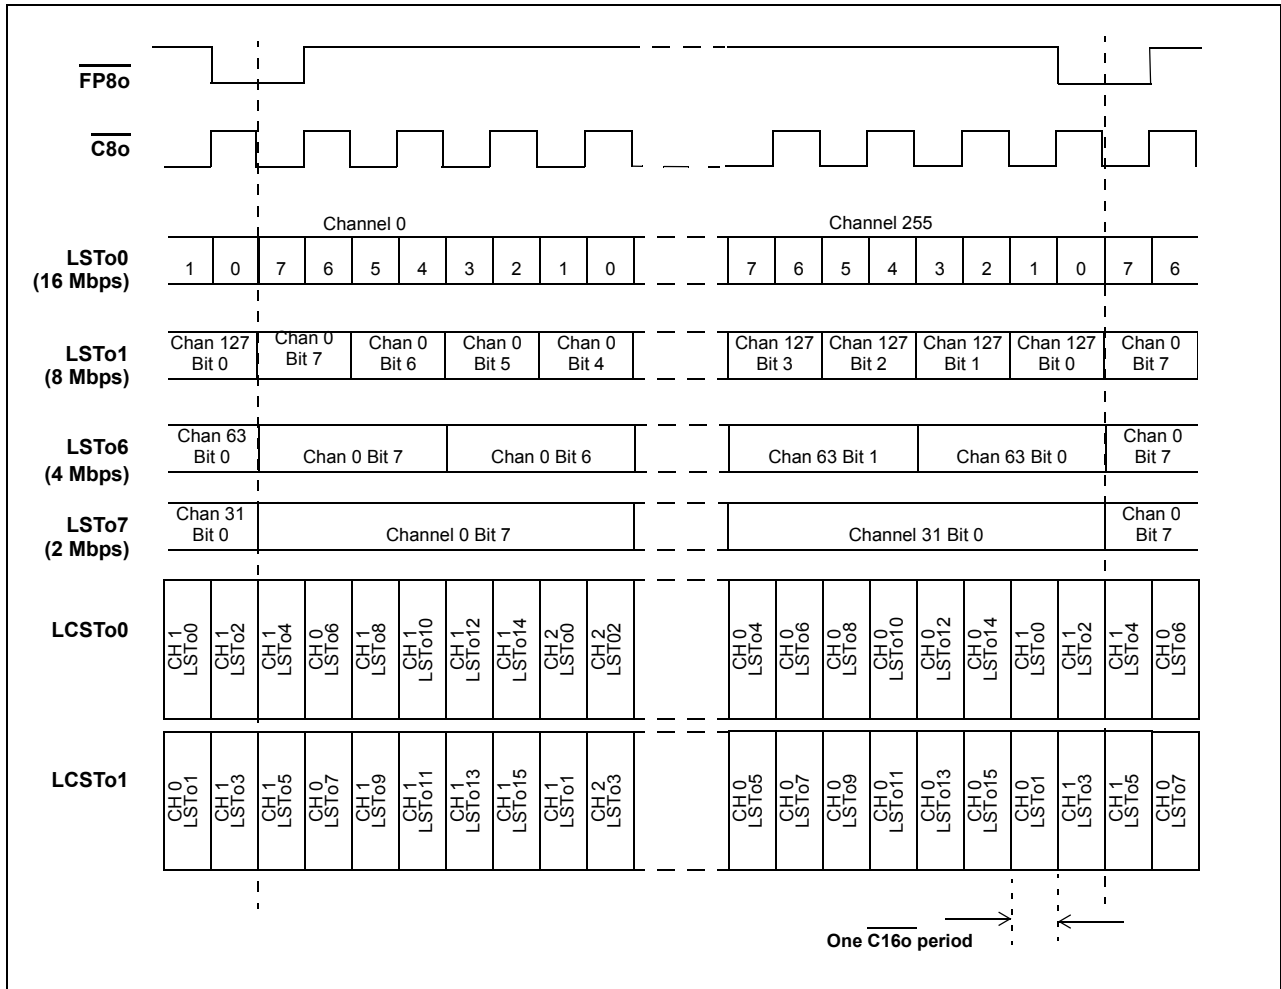 FP8o
C8o
Channel 0
Channel 255
LSTo0
(16 Mbps)
1 0 7 6 5 4 3 2 1 0 7 6 5 4 3 2 1 0 7 6
LSTo1
(8 Mbps)
Chan 127 Bit 0
Chan 0 Bit 7
Chan 0 Bit 6
Chan 0 Bit 5
Chan 0 Bit 4
Chan 127 Bit 3
Chan 127 Bit 2
Chan 127 Bit 1
Chan 127 Bit 0
Chan 0 Bit 7
LSTo6
(4 Mbps)
Chan 63 Bit 0
Chan 0 Bit 7
Chan 0 Bit 6
Chan 63 Bit 1
Chan 63 Bit 0
Chan 0 Bit 7
LSTo7
(2 Mbps)
Chan 31 Bit 0
Channel 0 Bit 7
Channel 31 Bit 0
Chan 0 Bit 7
LCSTo0
CH 1 LSTo0
CH 1 LSTo2
CH 1 LSTo4
CH 0 LSTo6
CH 1 LSTo8
CH 1 LSTo10
CH 1 LSTo12
CH 1 LSTo14
CH 2 LSTo0
CH 2 LST02
CH 0 LSTo4
CH 0 LSTo6
CH 0 LSTo8
CH 0 LSTo10
CH 0 LSTo12
CH 0 LSTo14
CH 1 LSTo0
CH 1 LSTo2
CH 1 LSTo4
CH 0 LSTo6
LCSTo1
CH 0 LSTo1
CH 1 LSTo3
CH 1 LSTo5
CH 0 LSTo7
CH 1 LSTo9
CH 1 LSTo11
CH 1 LSTo13
CH 1 LSTo15
CH 1 LSTo1
CH 2 LSTo3
CH 0 LSTo5
CH 0 LSTo7
CH 0 LSTo9
CH 0 LSTo11
CH 0 LSTo13
CH 0 LSTo15
CH 0 LSTo1
CH 1 LSTo3
CH 1 LSTo5
CH 0 LSTo7
One C16o period